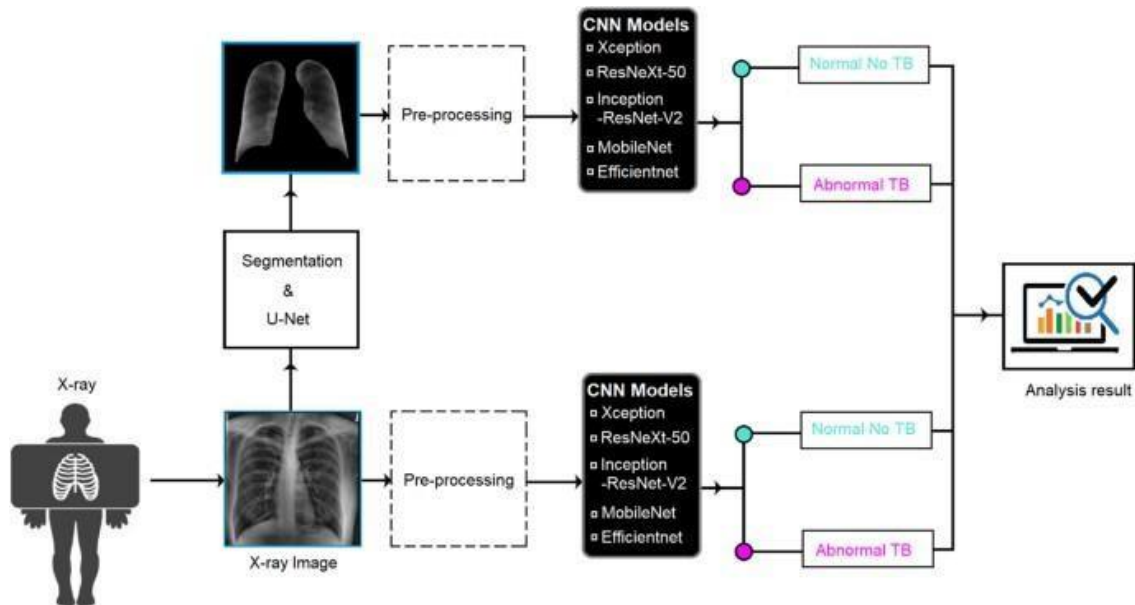 CNN Models
Xception
ResNeXt-50
Inception
-ResNet-V2
MobileNet
Efficientnet
Pre-processing
Normal No TB
Abnormal TB
Segmentation
&
U-Net
X-ray
X-ray Image
Pre-processing
CNN Models
Xception
ResNeXt-50
Inception
-ResNet-V2
MobileNet
Efficientnet
Normal No TB
Abnormal TB
Analysis result